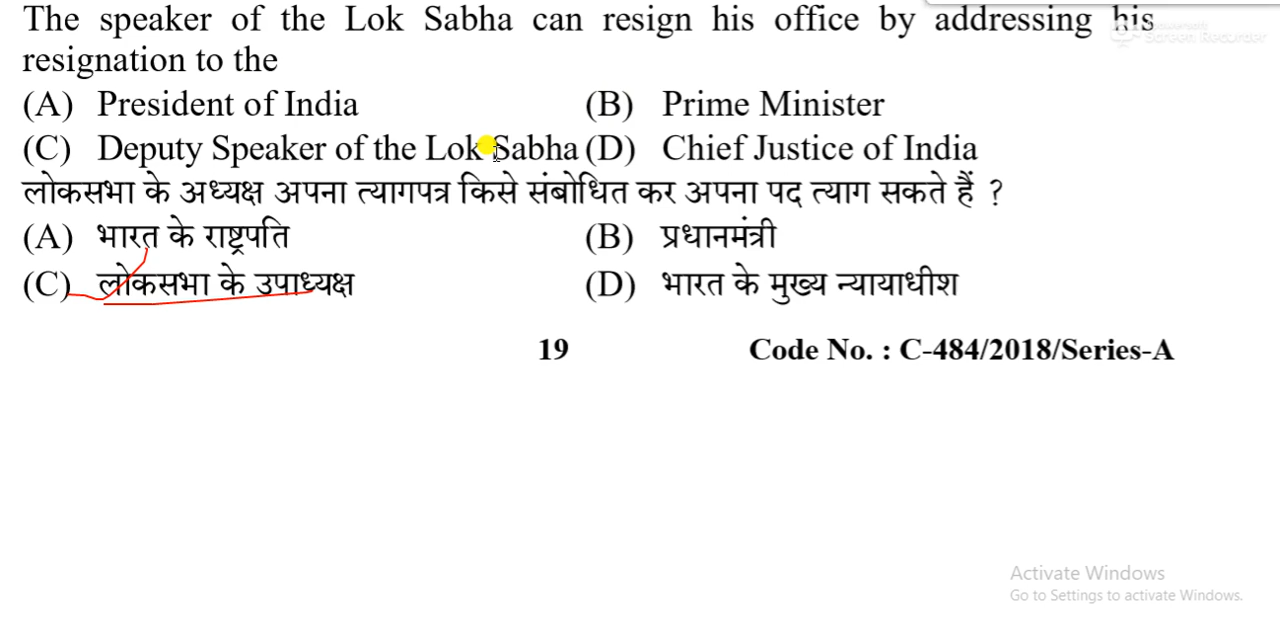 The speaker of the Lok Sabha can resign his office by addressing his
resignation to the
(A) President of India (B) Prime Minister
(C) Deputy Speaker of the Lok Sabha (D) Chief Justice of India
लोकसभा के अध्यक्ष अपना त्यागपत्र किसे संबोधित कर अपना पद त्याग सकते हैं ?
(A) भारत के राष्ट्रपति (B) प्रधानमंत्री
(C) लोकसभा के उपाध्यक्ष (D) भारत के मुख्य न्यायाधीश
19 Code No. : C-484/2018/Series-A
Screen Recorder
Activate Windows
Go to Settings to activate Windows.